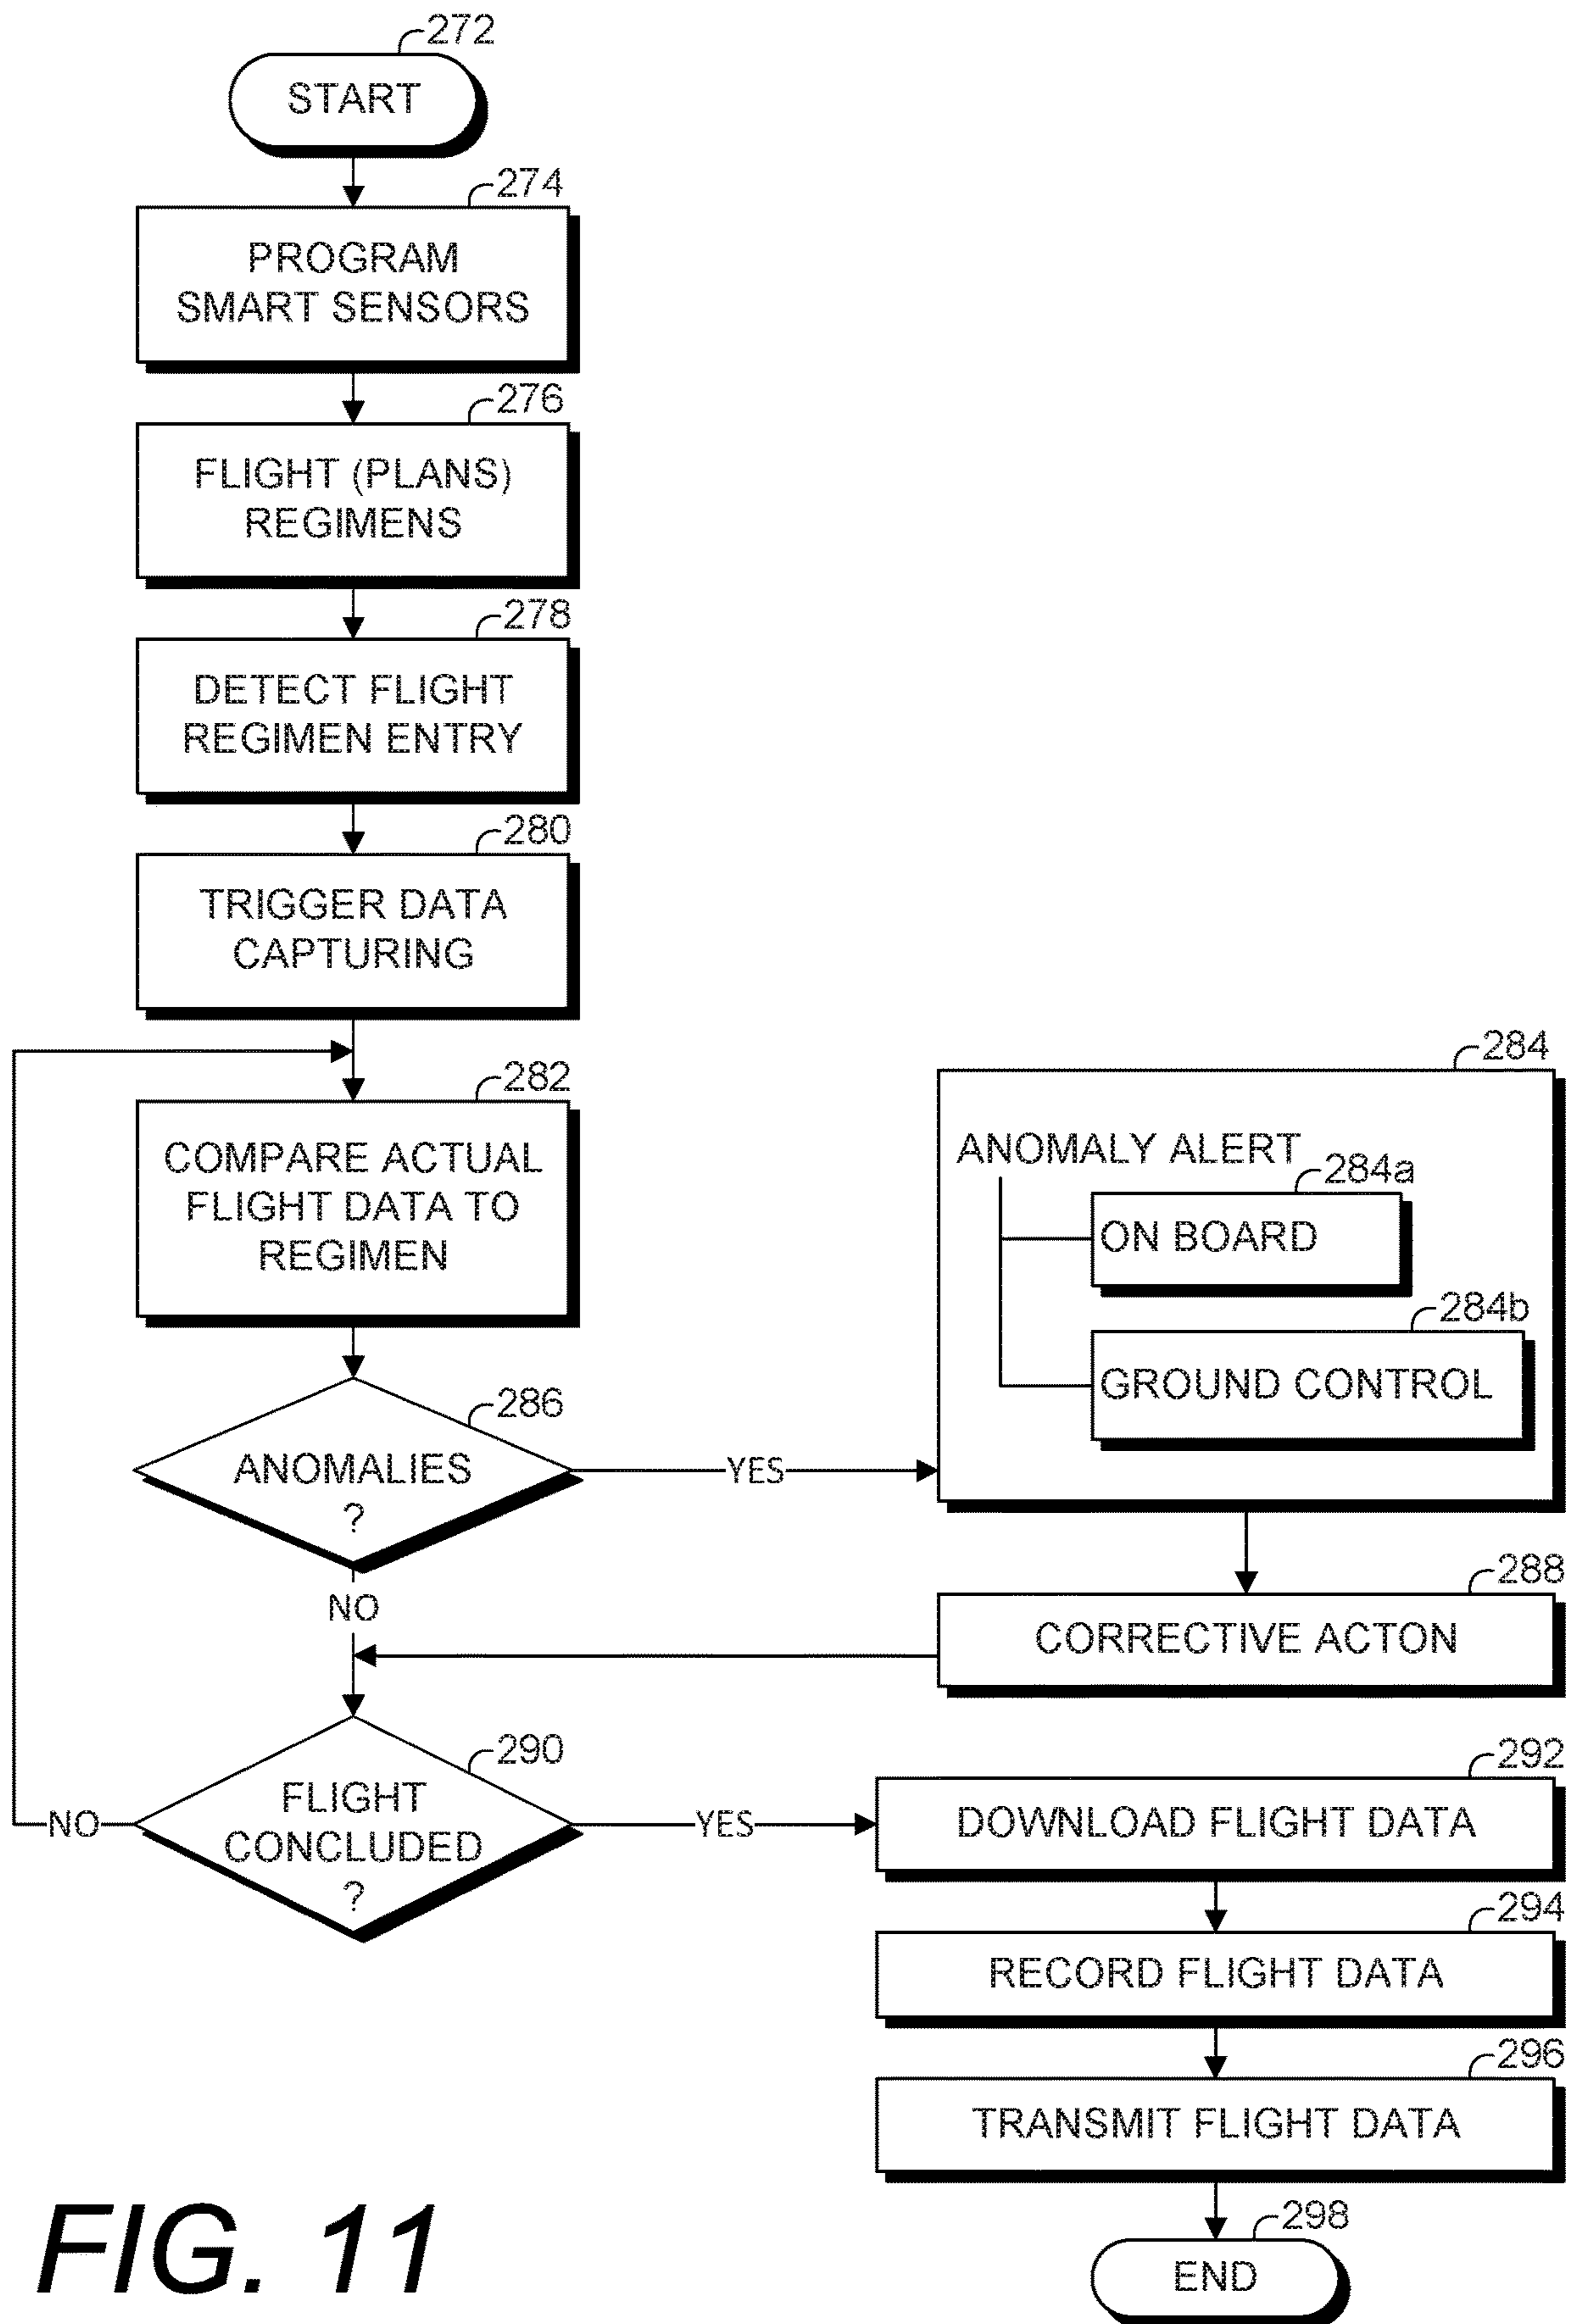 272
START
274
PROGRAM
SMART SENSORS
276
FLIGHT (PLANS)
REGIMENS
278
DETECT FLIGHT
REGIMEN ENTRY
280
TRIGGER DATA
CAPTURING
282
COMPARE ACTUAL
FLIGHT DATA TO
REGIMEN
284
ANOMALY ALERT
284a
ON BOARD
284b
GROUND CONTROL
286
ANOMALIES
?
YES
NO
288
CORRECTIVE ACTON
290
FLIGHT
CONCLUDED
?
NO
YES
292
DOWNLOAD FLIGHT DATA
294
RECORD FLIGHT DATA
296
TRANSMIT FLIGHT DATA
298
END
FIG. 11